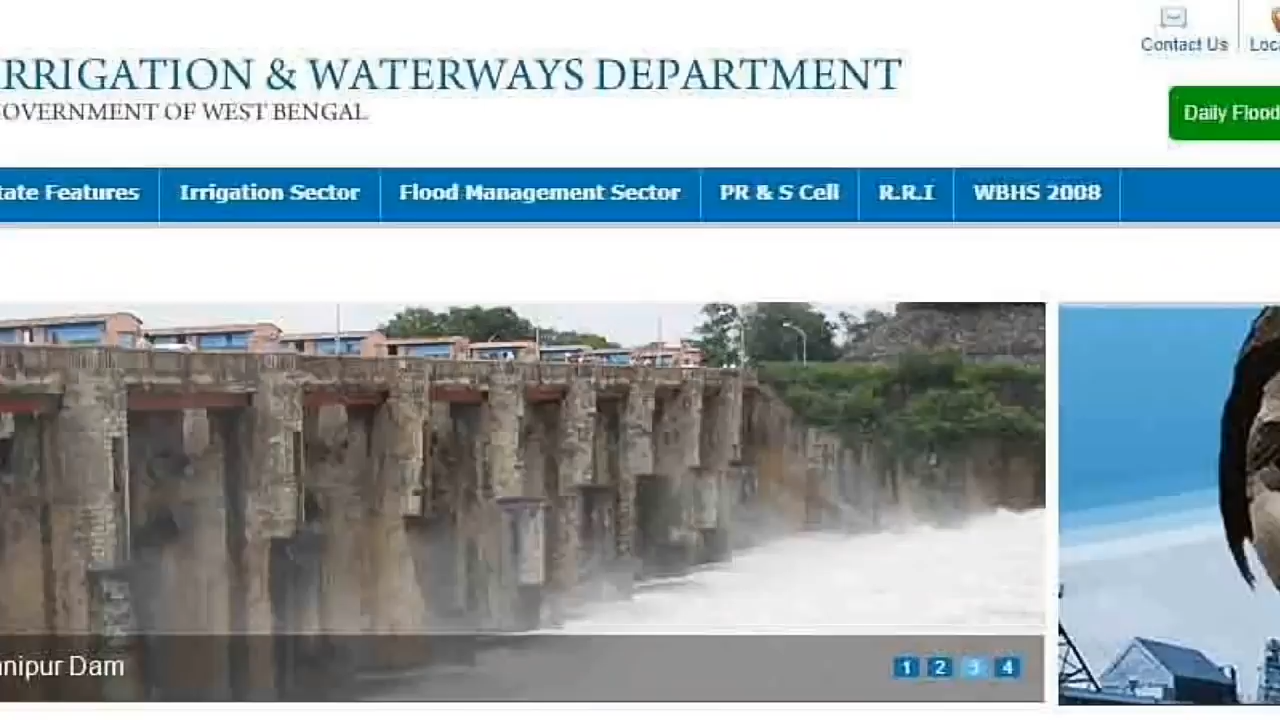 Contact Us
Loc
RRIGATION & WATERWAYS DEPARTMENT
OVERNMENT OF WEST BENGAL
Daily Flood
tate Features
Irrigation Sector
Flood Management Sector
PR & S Cell
R.R.I
WBHS 2008
nipur Dam
1 2 3 4